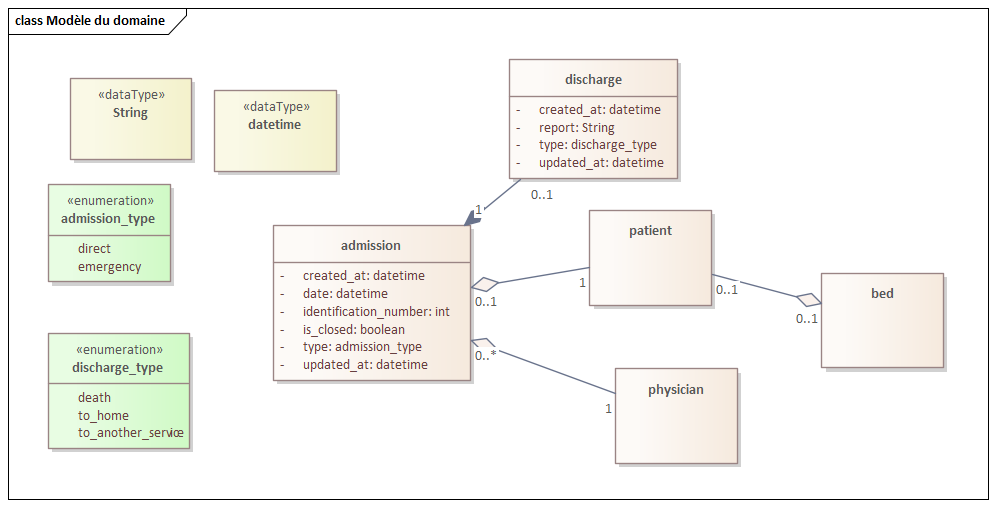 class Modèle du domaine
«dataType»
String
«dataType»
datetime
«enumeration»
admission_type
direct
emergency
«enumeration»
discharge_type
death
to_home
to_another_service
discharge
- created_at: datetime
- report: String
- type: discharge_type
- updated_at: datetime
0..1
1
admission
- created_at: datetime
- date: datetime
- identification_number: int
- is_closed: boolean
- type: admission_type
- updated_at: datetime
0..1
1
patient
0..1
0..1
bed
0..*
1
physician